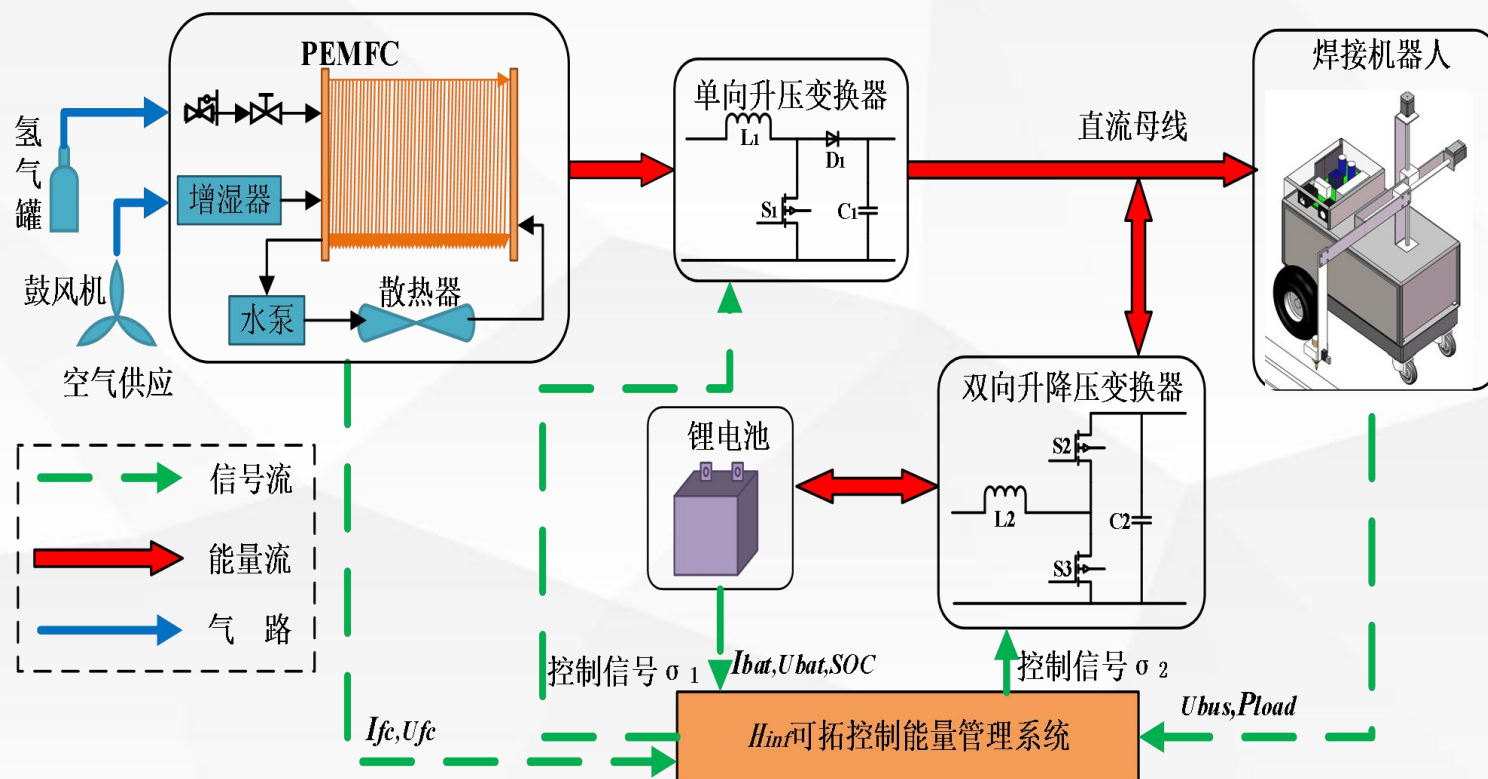 PEMFC
氢
气
罐
增湿器
鼓风机
空气供应
水泵
散热器
单向升压变换器
L1
D1
S1
C1
直流母线
焊接机器人
双向升降压变换器
S2
L2
C2
S3
锂电池
信号流
能量流
气 路
控制信号σ1
Ibat,Ubat,SOC
控制信号σ2
Ifc,Ufc
Ubus,Pload
Hinf可拓控制能量管理系统